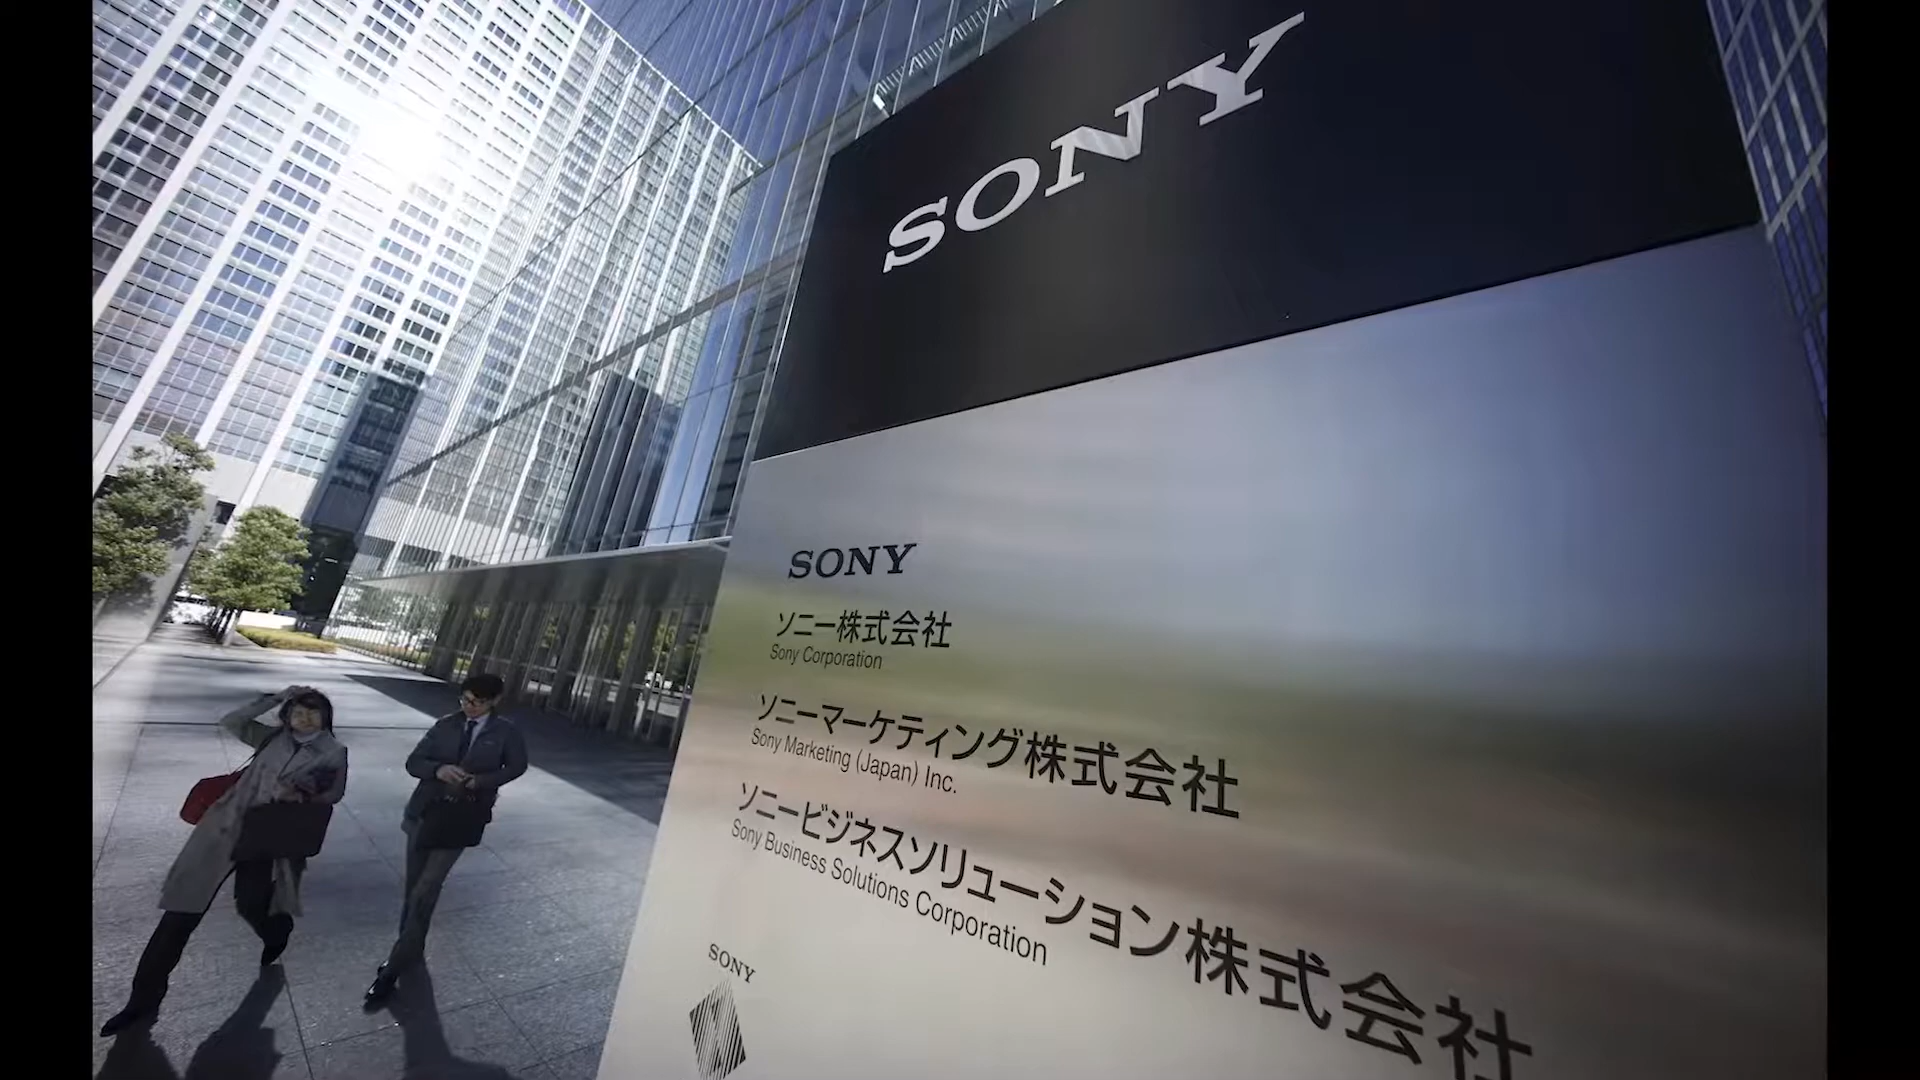 SONY
SONY
ソニー株式会社
Sony Corporation
ソニーマーケティング株式会社
Sony Marketing (Japan) Inc.
ソニービジネスソリューション株式会社
Sony Business Solutions Corporation
SONY